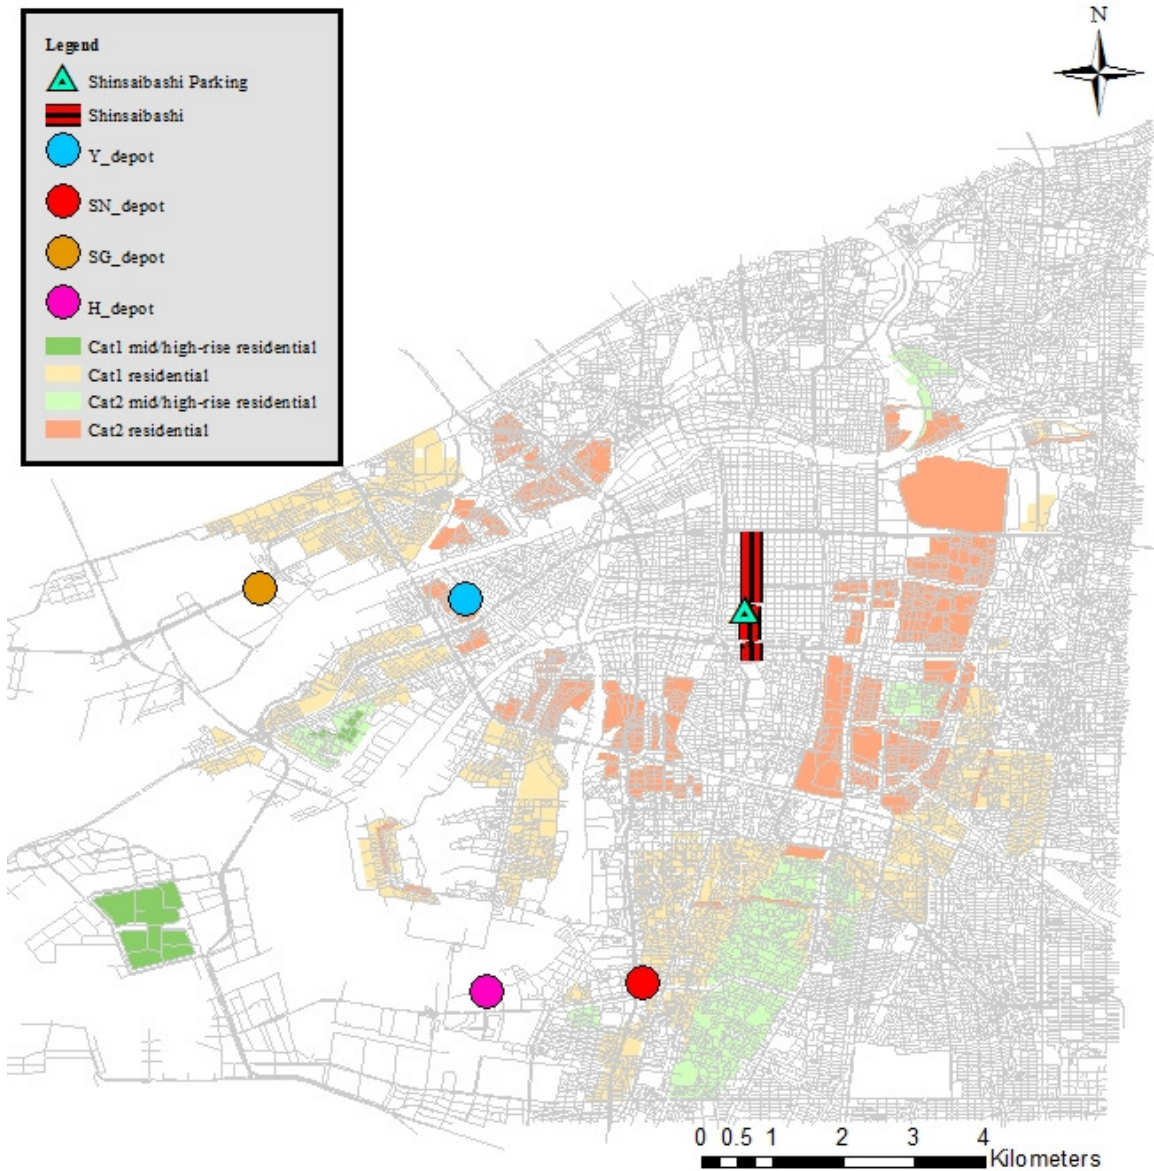 N
Legend
Shinsaibashi Parking
Shinsaibashi
Y_depot
SN_depot
SG_depot
H_depot
Cat1 mid/high-rise residential
Cat1 residential
Cat2 mid/high-rise residential
Cat2 residential
0 0.5 1 2 3 4
Kilometers